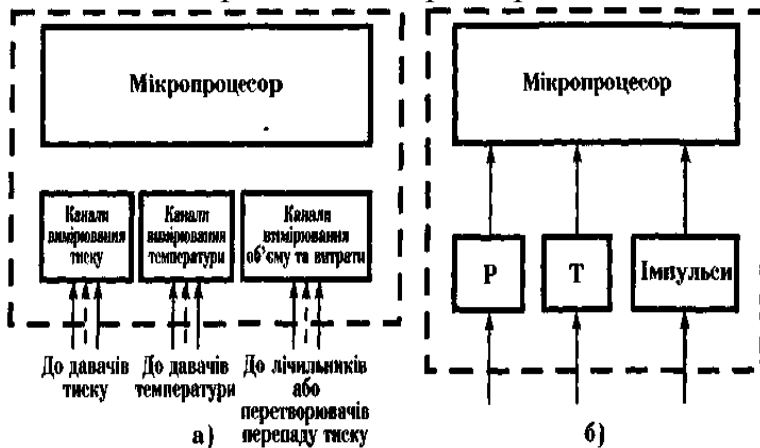 Мікропроцесор
Канали
вимірювання
тиску
Канали
вимірювання
температури
Канали
вимірювання
об'єму та витрати
До давачів
тиску
До давачів
температури
До лічильників
або
перетворювачів
перепаду тиску
а)
Мікропроцесор
Р
Т
Імпульси
б)